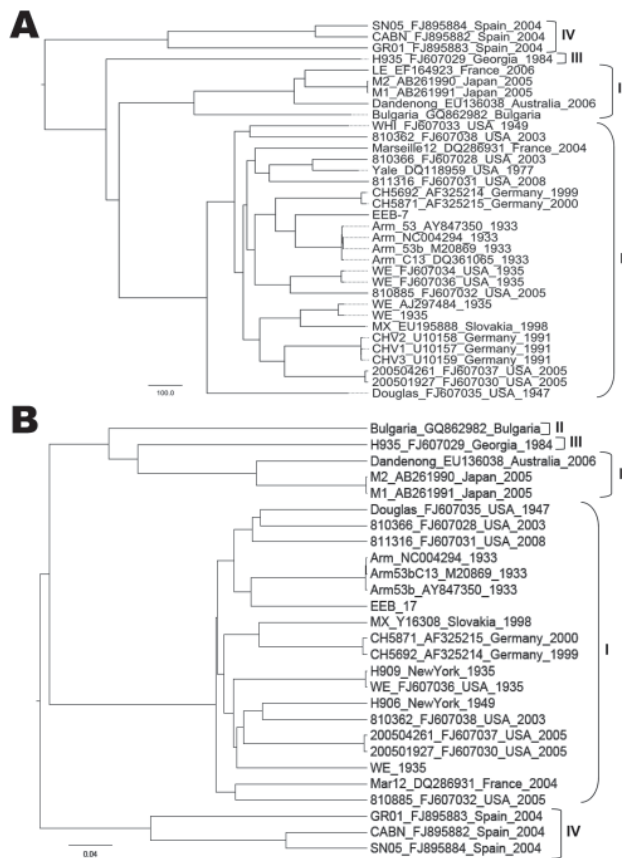 A
SN05_FJ895884_Spain_2004
CABN_FJ895882_Spain_2004
GR01_FJ895883_Spain_2004
IV
H935_FJ607029_Georgia_1984
III
LE_EF164923_France_2006
M2_AB261990_Japan_2005
M1_AB261991_Japan_2005
Dandenong_EU136038_Australia_2006
Bulgaria_GQ862982_Bulgaria
WHI_FJ607033_USA_1949
810362_FJ607038_USA_2003
Marseille12_DQ286931_France_2004
810366_FJ607028_USA_2003
Yale_DQ118959_USA_1977
811316_FJ607031_USA_2008
CH5692_AF325214_Germany_1999
CH5871_AF325215_Germany_2000
EEB-7
Arm_53_AY847350_1933
Arm_NC004294_1933
Arm_53b_M20869_1933
Arm_C13_DQ361065_1933
WE_FJ607034_USA_1935
WE_FJ607036_USA_1935
810885_FJ607032_USA_2005
WE_AJ297484_1935
WE_1935
MX_EU195888_Slovakia_1998
CHV2_U10158_Germany_1991
CHV1_U10157_Germany_1991
CHV3_U10159_Germany_1991
200504261_FJ607037_USA_2005
200501927_FJ607030_USA_2005
Douglas_FJ607035_USA_1947
100.0
B
Bulgaria_GQ862982_Bulgaria
II
H935_FJ607029_Georgia_1984
III
Dandenong_EU136038_Australia_2006
M2_AB261990_Japan_2005
M1_AB261991_Japan_2005
Douglas_FJ607035_USA_1947
810366_FJ607028_USA_2003
811316_FJ607031_USA_2008
Arm_NC004294_1933
Arm53bC13_M20869_1933
Arm53b_AY847350_1933
EEB_17
MX_Y16308_Slovakia_1998
CH5871_AF325215_Germany_2000
CH5692_AF325214_Germany_1999
I
H909_NewYork_1935
WE_FJ607036_USA_1935
H906_NewYork_1949
810362_FJ607038_USA_2003
200504261_FJ607037_USA_2005
200501927_FJ607030_USA_2005
WE_1935
Mar12_DQ286931_France_2004
810885_FJ607032_USA_2005
GR01_FJ895883_Spain_2004
CABN_FJ895882_Spain_2004
SN05_FJ895884_Spain_2004
IV
0.04